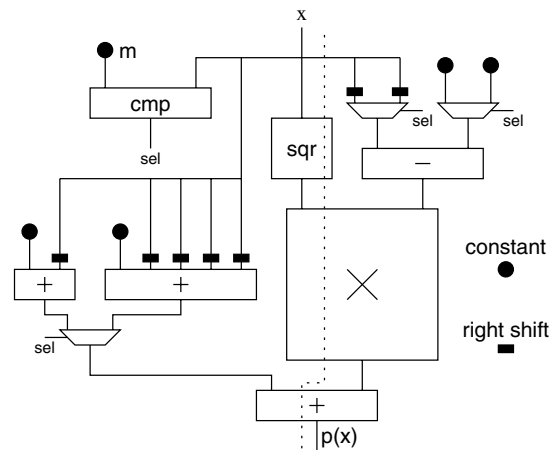 x
m
cmp
sel
sel
sel
sqr
−
+
+
×
constant
right shift
sel
+
p(x)